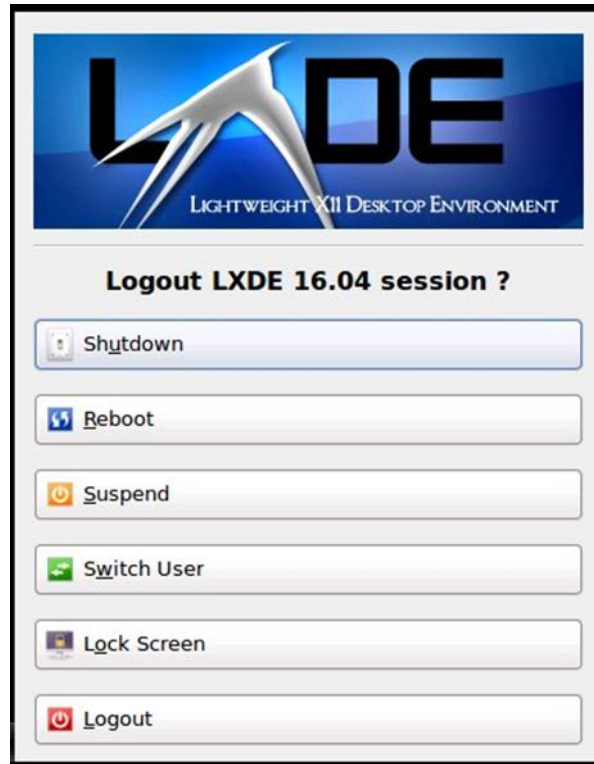 LXDE
Lightweight X11 Desktop Environment
Logout LXDE 16.04 session ?
Shutdown
Reboot
Suspend
Switch User
Lock Screen
Logout